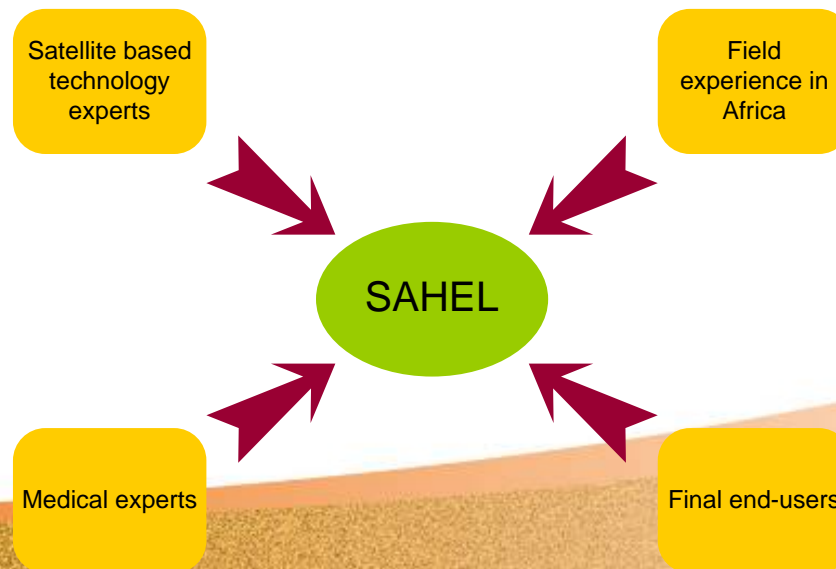 Satellite based
technology
experts
Field
experience in
Africa
SAHEL
Medical experts
Final end-users